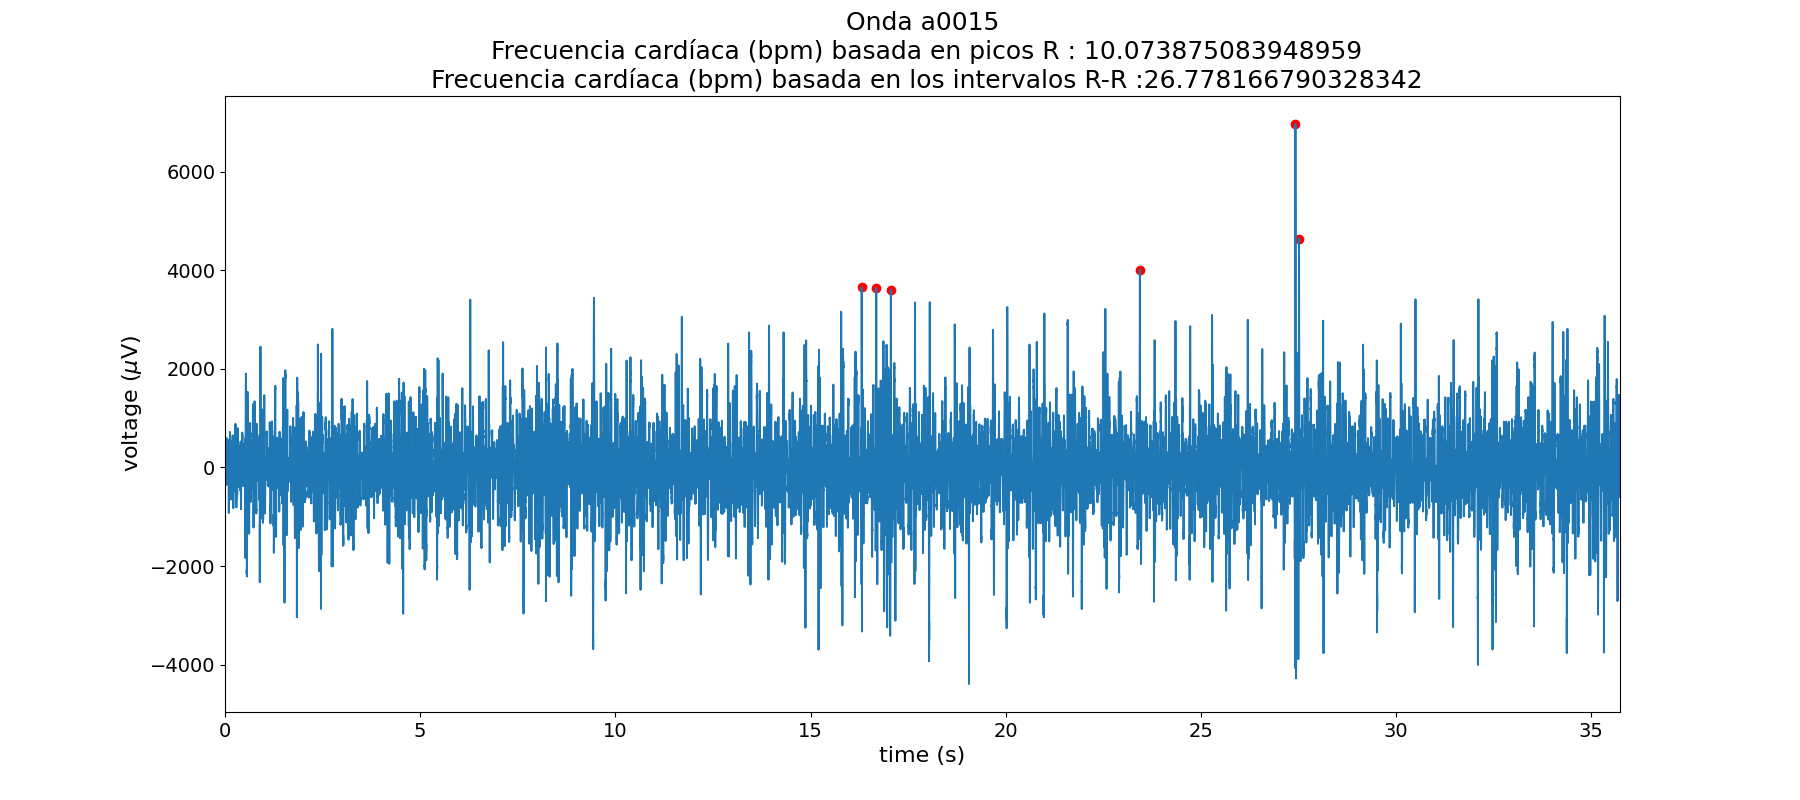 Onda a0015
Frecuencia cardíaca (bpm) basada en picos R : 10.073875083948959
Frecuencia cardíaca (bpm) basada en los intervalos R-R :26.778166790328342
6000
4000
2000
0
−2000
−4000
voltage (μV)
0 5 10 15 20 25 30 35
time (s)